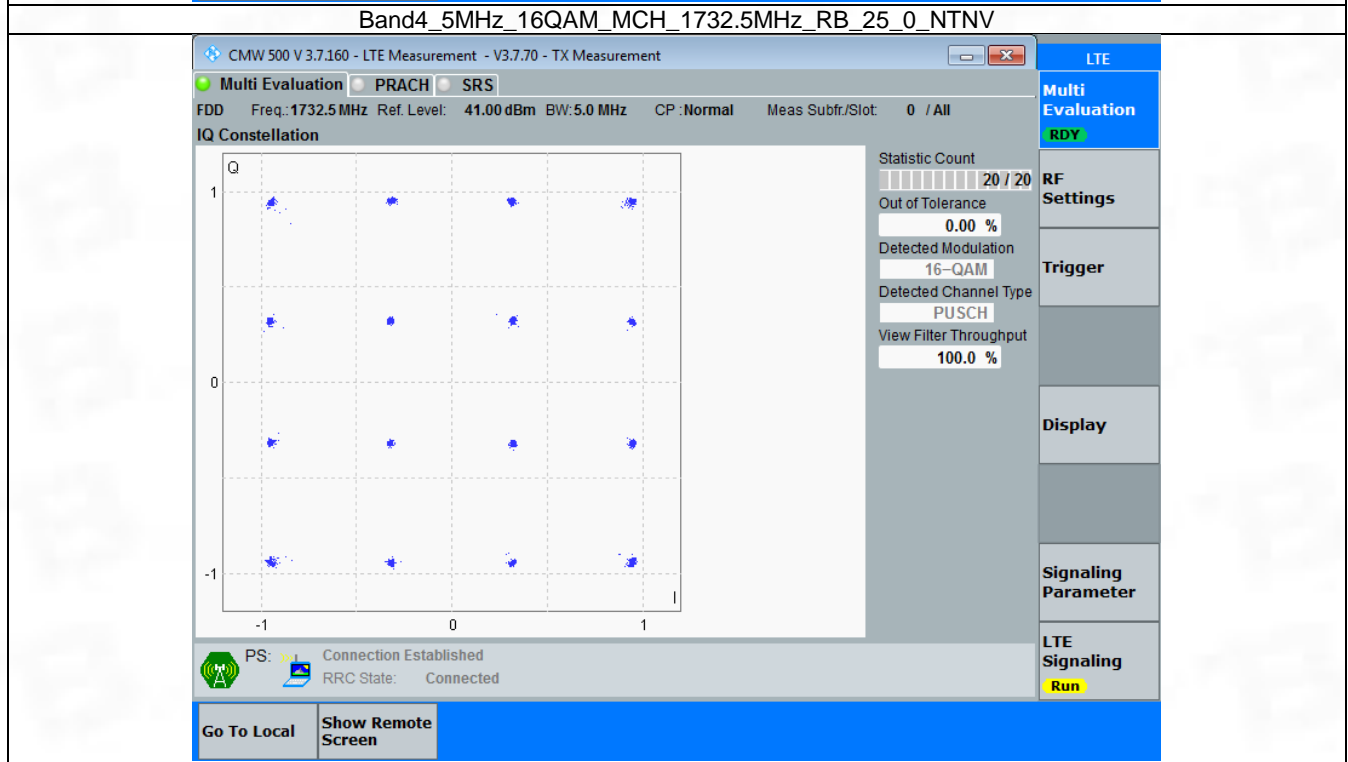 Band4_5MHz_16QAM_MCH_1732.5MHz_RB_25_0_NTNV
CMW 500 V 3.7.160 - LTE Measurement - V3.7.70 - TX Measurement
LTE
Multi Evaluation PRACH SRS
Multi
Evaluation
RDY
FDD Freq.:1732.5 MHz Ref. Level: 41.00 dBm BW:5.0 MHz CP :Normal Meas Subfr./Slot: 0 / All
IQ Constellation
Q
1
0
-1
I
-1 0 1
Statistic Count
20 / 20
Out of Tolerance
0.00 %
Detected Modulation
16-QAM
Detected Channel Type
PUSCH
View Filter Throughput
100.0 %
RF
Settings
Trigger
Display
Signaling
Parameter
LTE
Signaling
Run
PS: Connection Established
RRC State: Connected
Go To Local
Show Remote
Screen